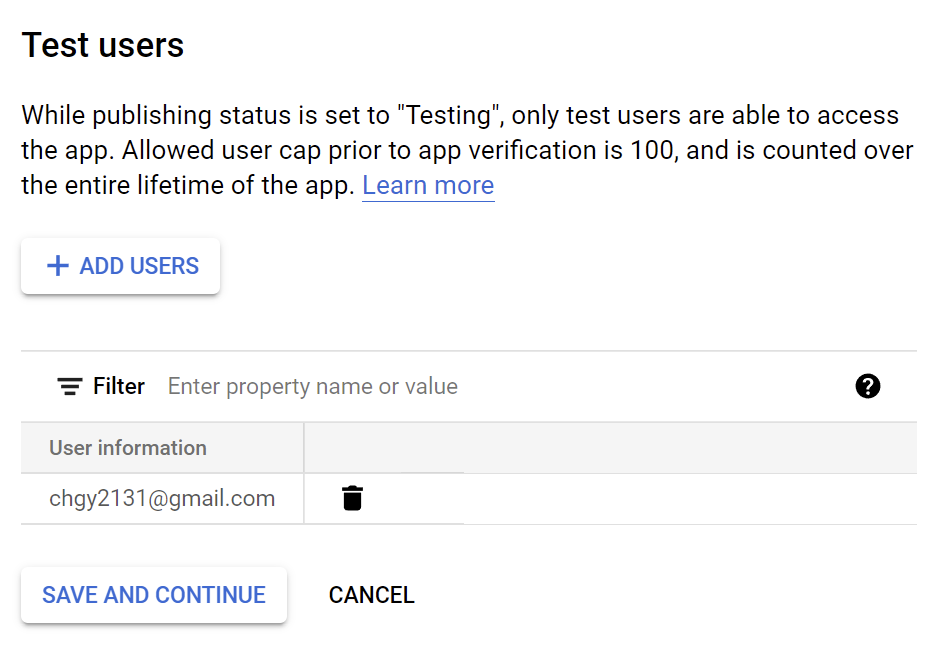 Test users
While publishing status is set to "Testing", only test users are able to access
the app. Allowed user cap prior to app verification is 100, and is counted over
the entire lifetime of the app. Learn more
+ ADD USERS
Filter Enter property name or value ?
User information
chgy2131@gmail.com
SAVE AND CONTINUE CANCEL